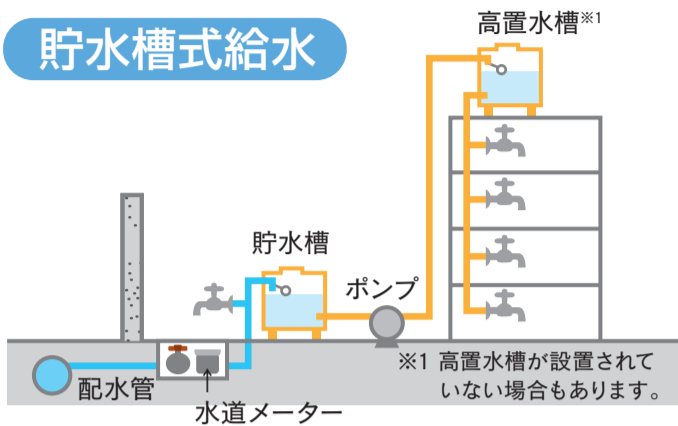 貯水槽式給水
高置水槽※1
貯水槽
ポンプ
配水管
水道メーター
※1 高置水槽が設置されて
いない場合もあります。